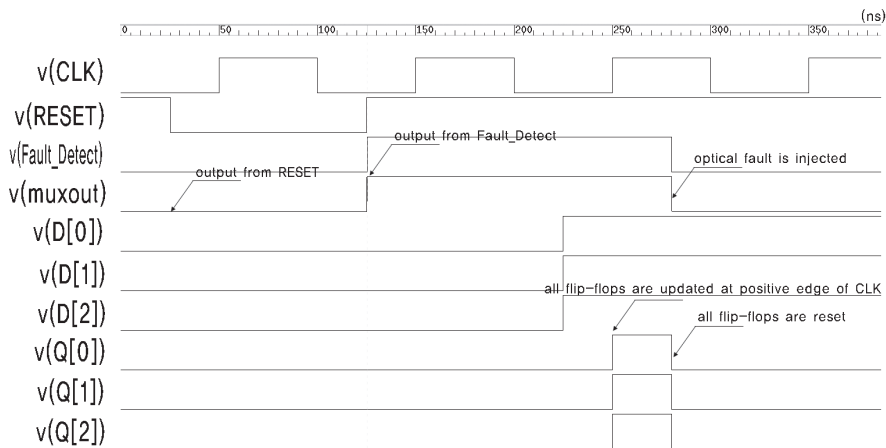 (ns)
0 50 100 150 200 250 300 350
v(CLK)
v(RESET)
output from Fault_Detect
v(Fault_Detect)
optical fault is injected
output from RESET
v(muxout)
v(D[0])
v(D[1])
all flip-flops are updated at positive edge of CLK
v(D[2])
all flip-flops are reset
v(Q[0])
v(Q[1])
v(Q[2])